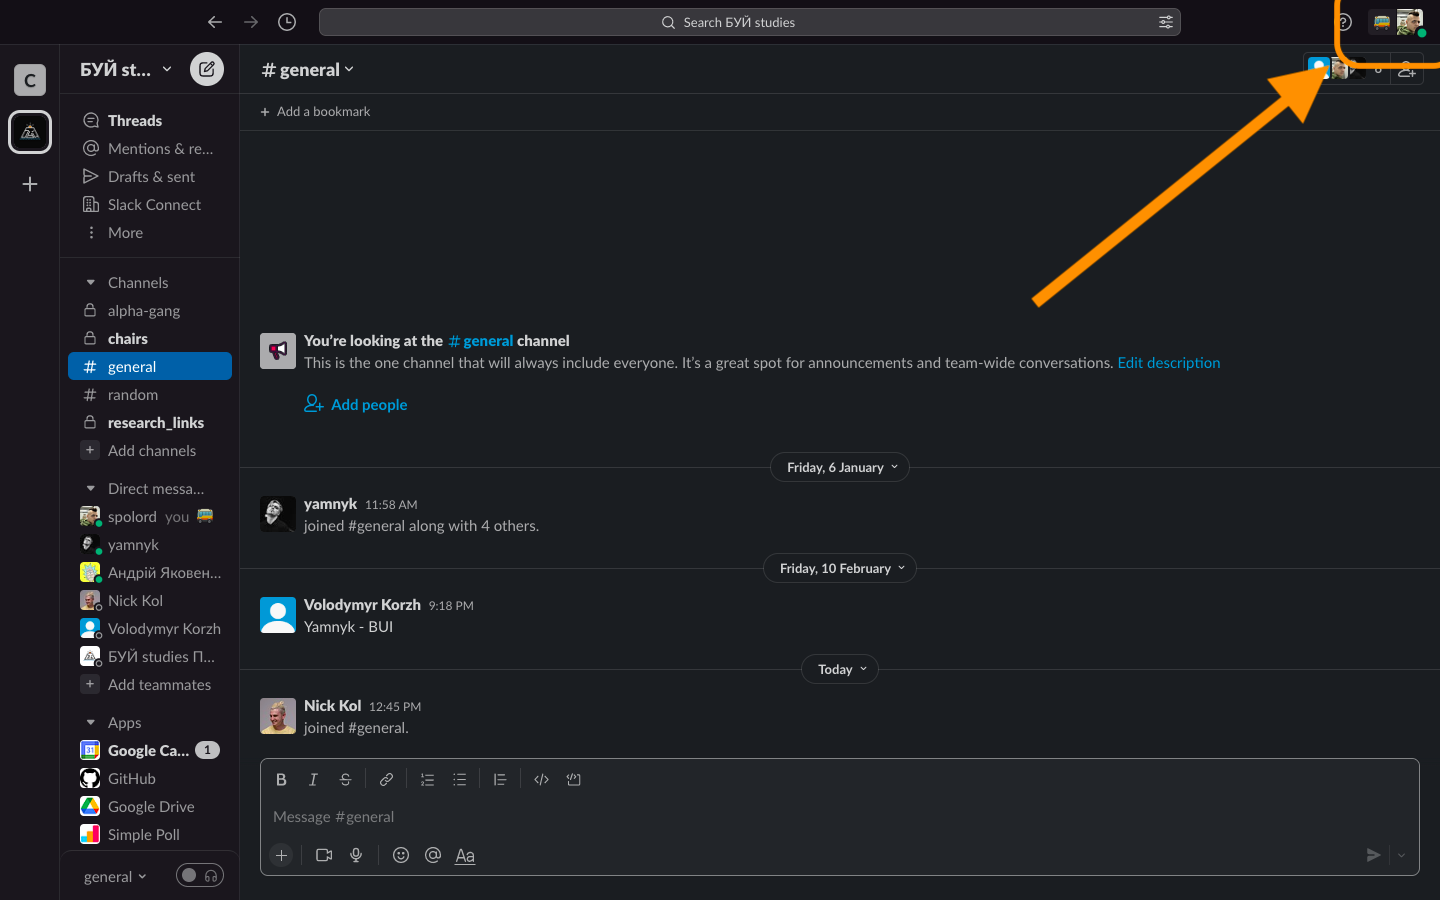 Search БУЙ studies
C
БУЙ st...
# general
+ Add a bookmark
Threads
Mentions & re...
Drafts & sent
Slack Connect
More
Channels
alpha-gang
chairs
# general
# random
research_links
+ Add channels
Direct messa...
spolord you
yamnyk
Андрій Яковен...
Nick Kol
Volodymyr Korzh
БУЙ studies П...
+ Add teammates
Apps
Google Ca... 1
GitHub
Google Drive
Simple Poll
general
You're looking at the # general channel
This is the one channel that will always include everyone. It's a great spot for announcements and team-wide conversations. Edit description
Add people
Friday, 6 January
yamnyk 11:58 AM
joined #general along with 4 others.
Friday, 10 February
Volodymyr Korzh 9:18 PM
Yamnyk - BUI
Today
Nick Kol 12:45 PM
joined #general.
B I S
Message #general
Aa